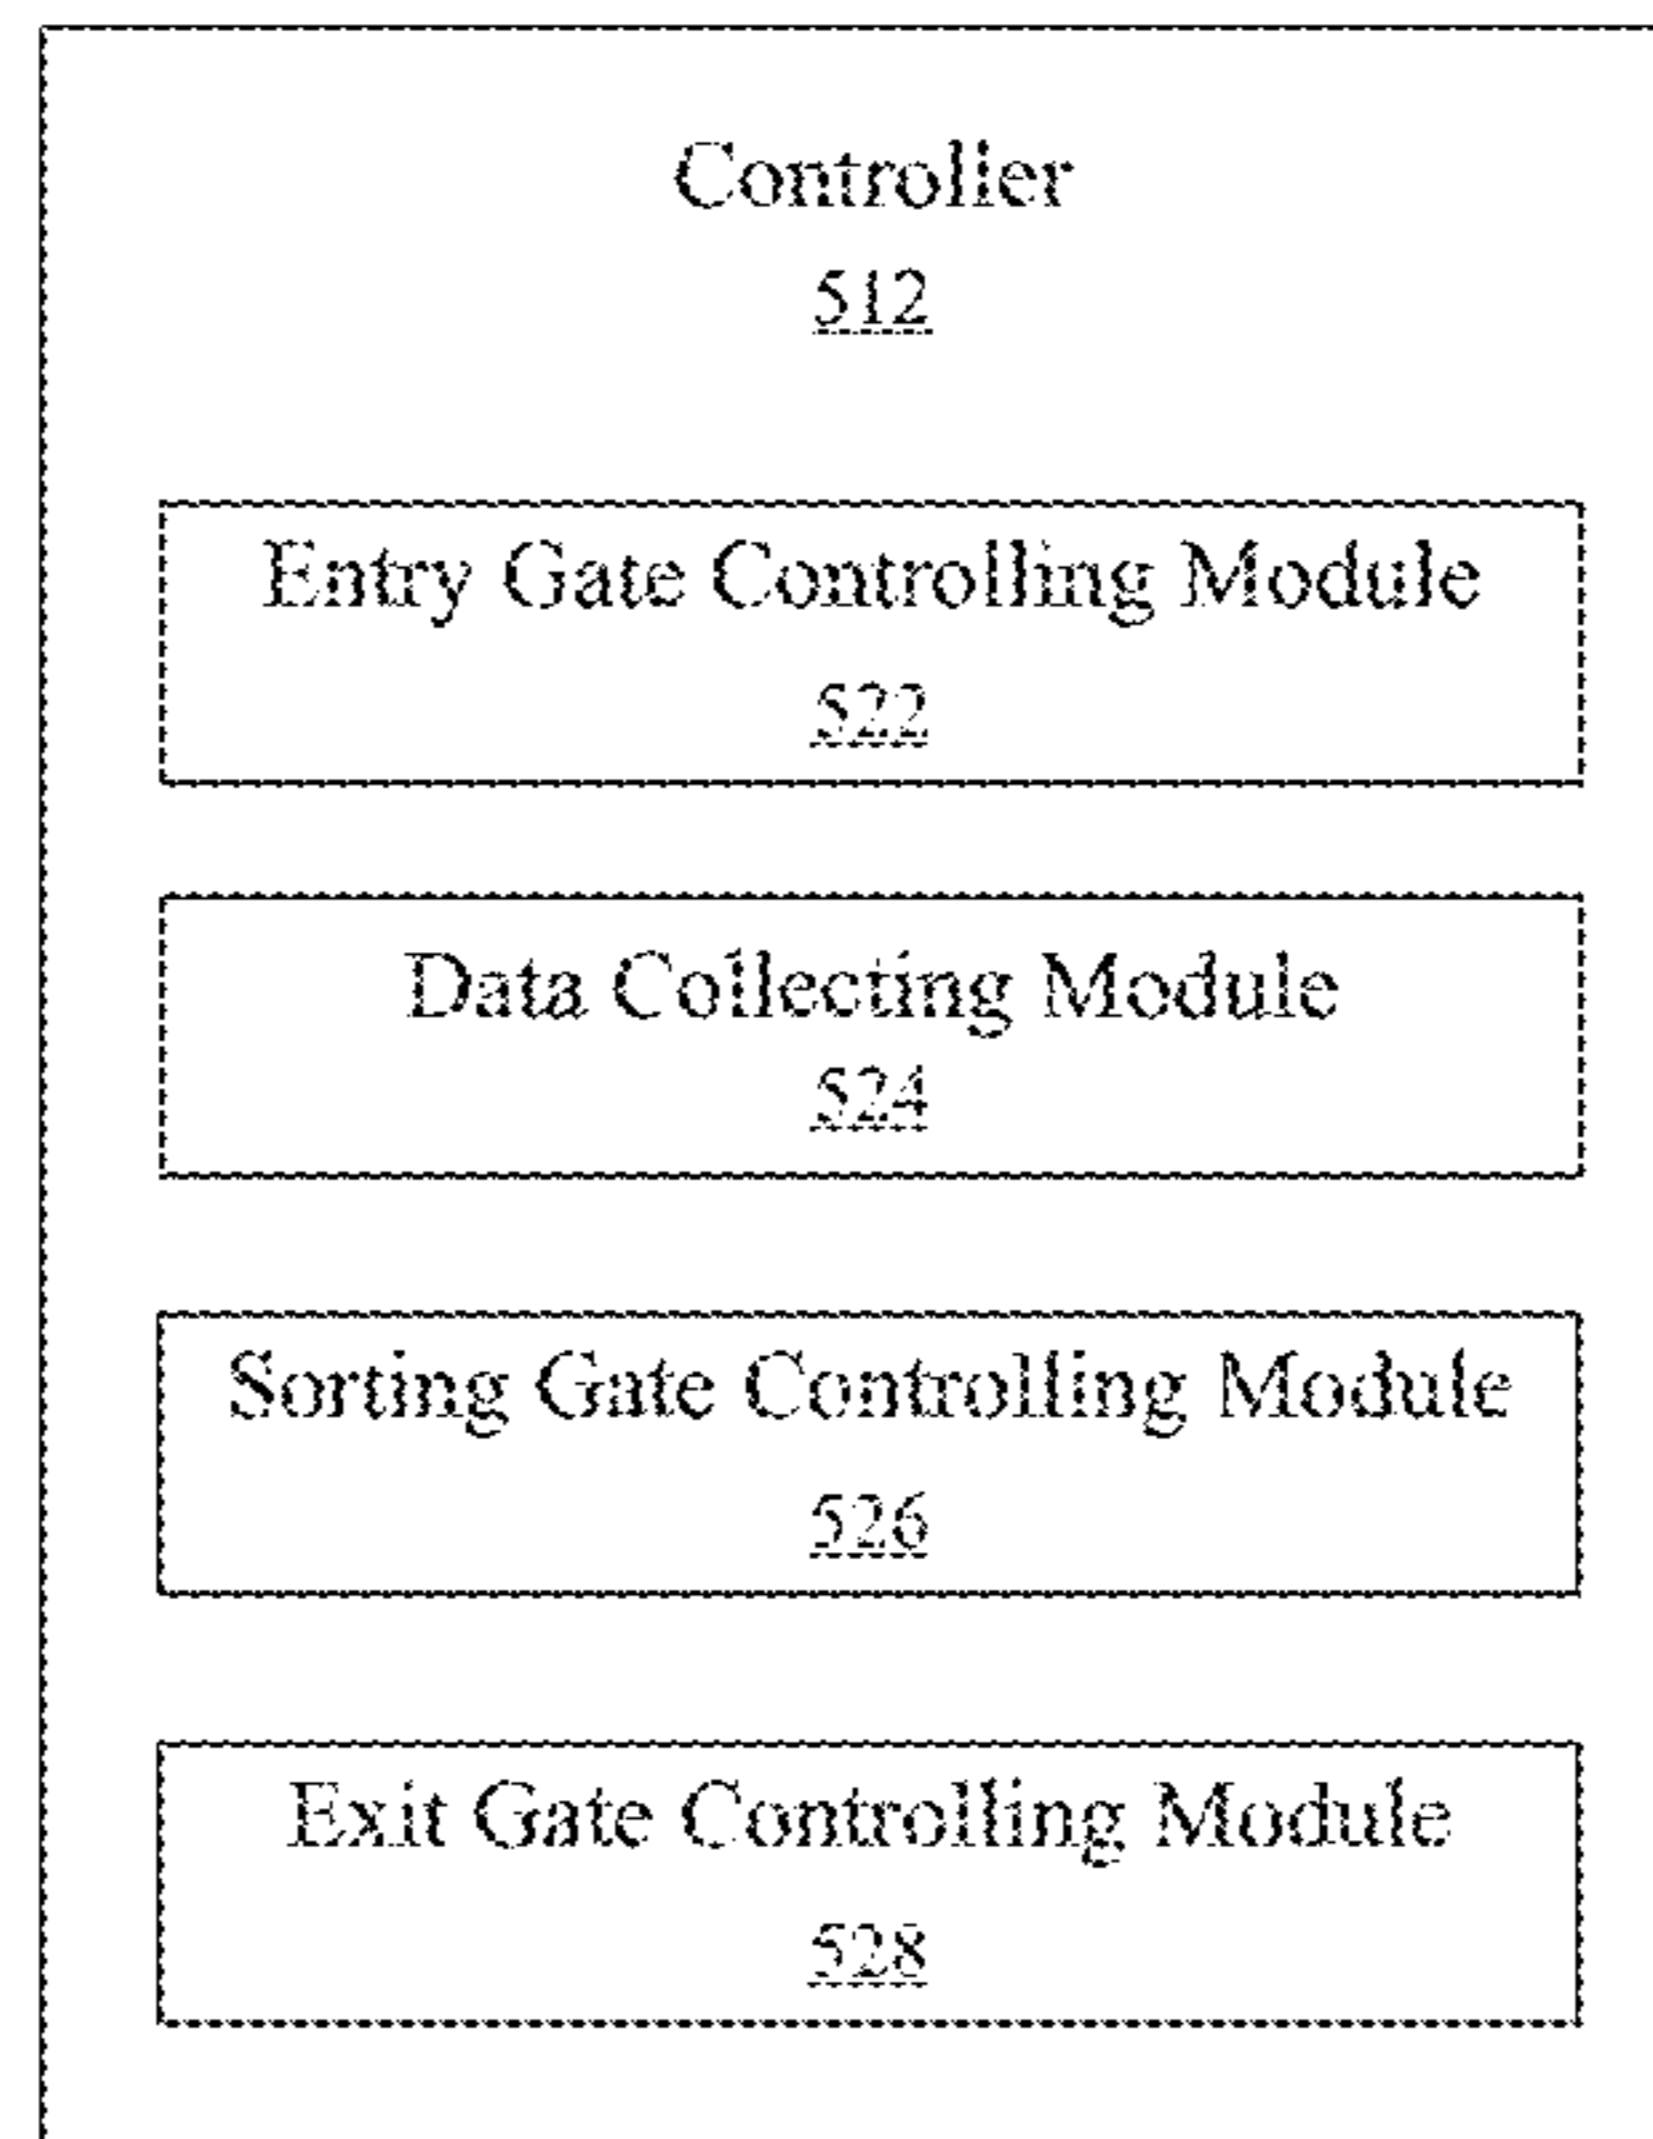 Controller
512
Entry Gate Controlling Module
522
Data Collecting Module
524
Sorting Gate Controlling Module
526
Exit Gate Controlling Module
528